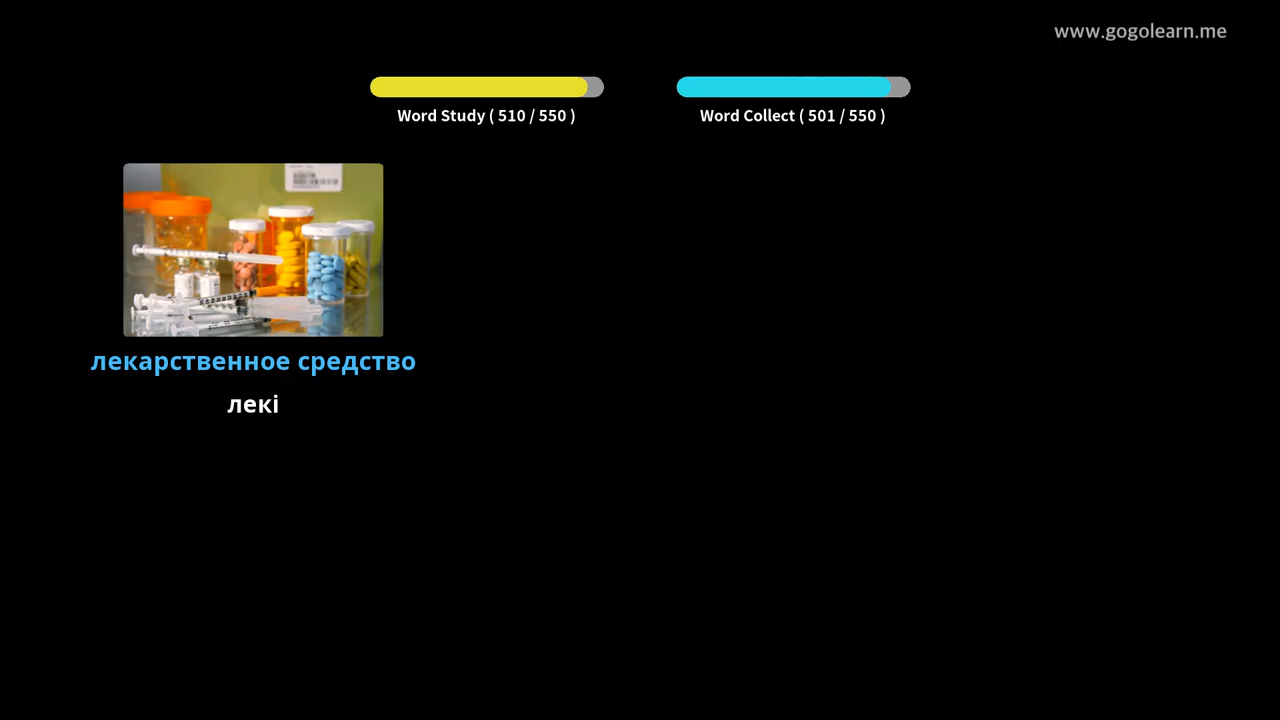 www.gogolearn.me
Word Study ( 510 / 550 )
Word Collect ( 501 / 550 )
лекарственное средство
лекі